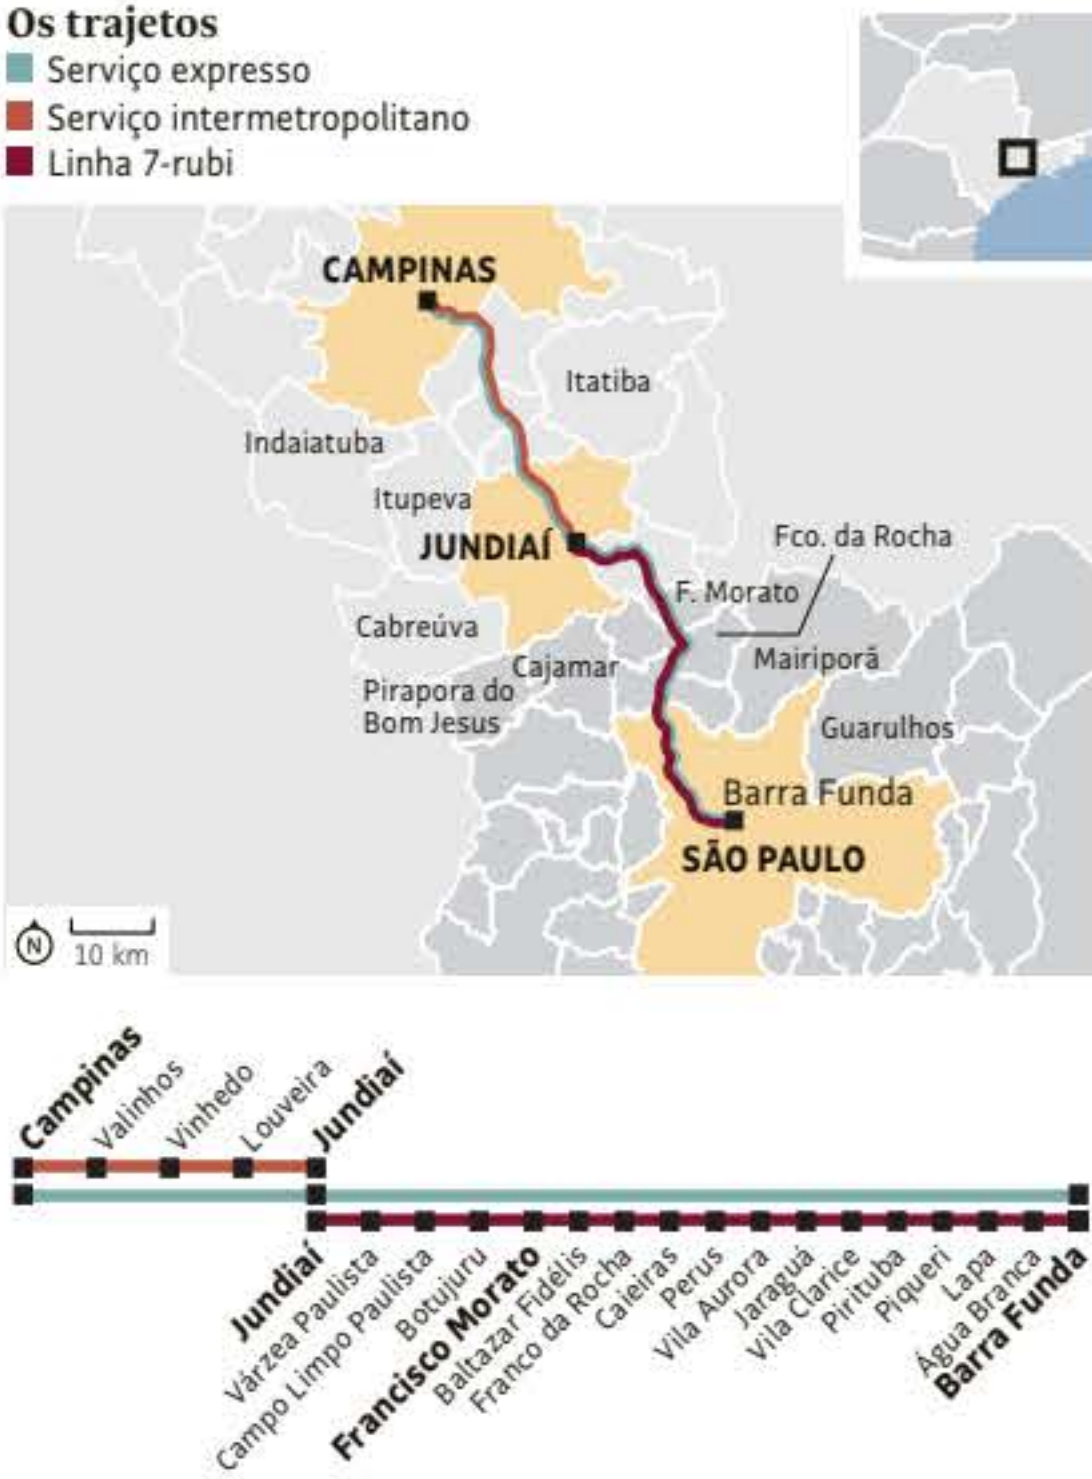 Os trajetos
Serviço expresso
Serviço intermetropolitano
Linha 7-rubi
CAMPINAS
Itatiba
Indaiatuba
Itupeva
JUNDIAÍ
Fco. da Rocha
F. Morato
Cabreúva
Cajamar
Mairiporã
Pirapora do
Bom Jesus
Guarulhos
Barra Funda
SÃO PAULO
N
10 km
Campinas
Valinhos
Vinhedo
Louveira
Jundiaí
Jundiaí
Várzea Paulista
Campo Limpo Paulista
Botujuru
Francisco Morato
Baltazar Fidélis
Franco da Rocha
Caieiras
Perus
Vila Aurora
Jaraguá
Vila Clarice
Pirituba
Piqueri
Lapa
Água Branca
Barra Funda